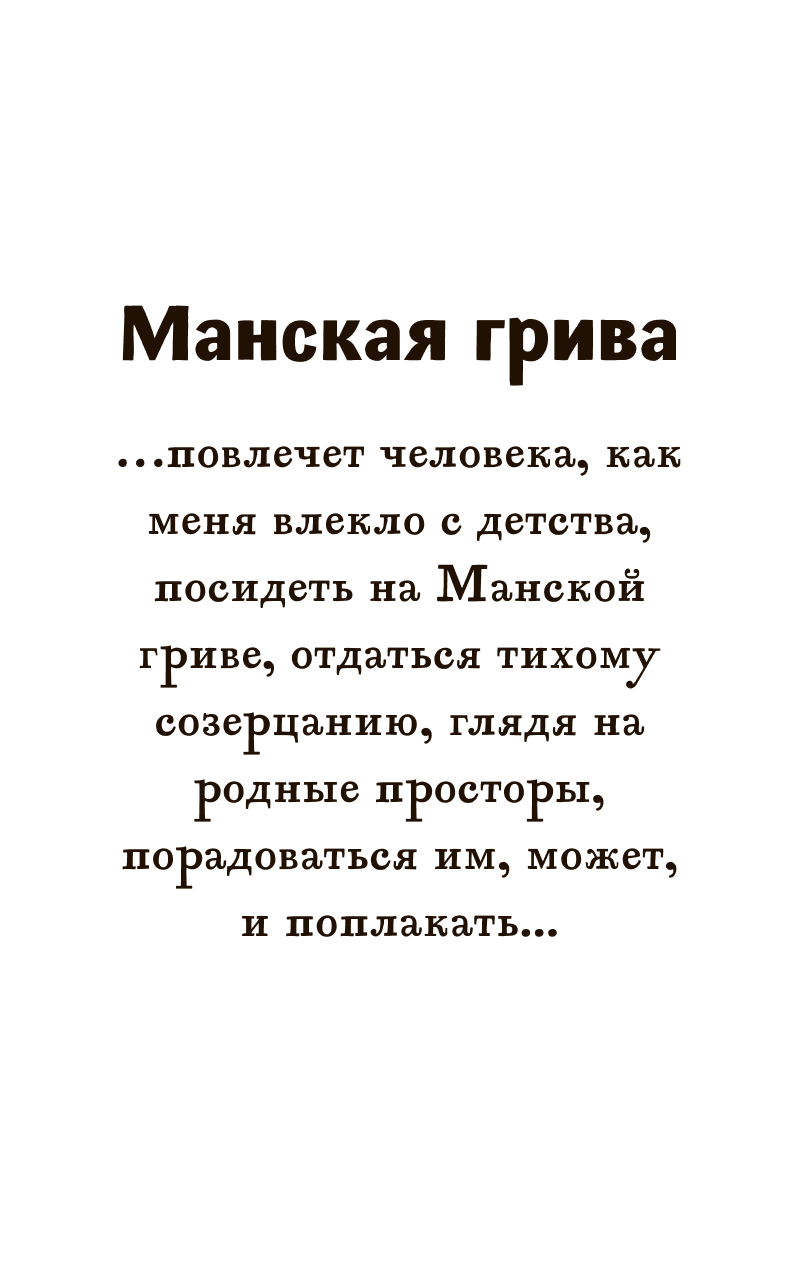 Манская грива
...повлечет человека, как
меня влекло с детства,
посидеть на Манской
гриве, отдаться тихому
созерцанию, глядя на
родные просторы,
порадоваться им, может,
и поплакать...